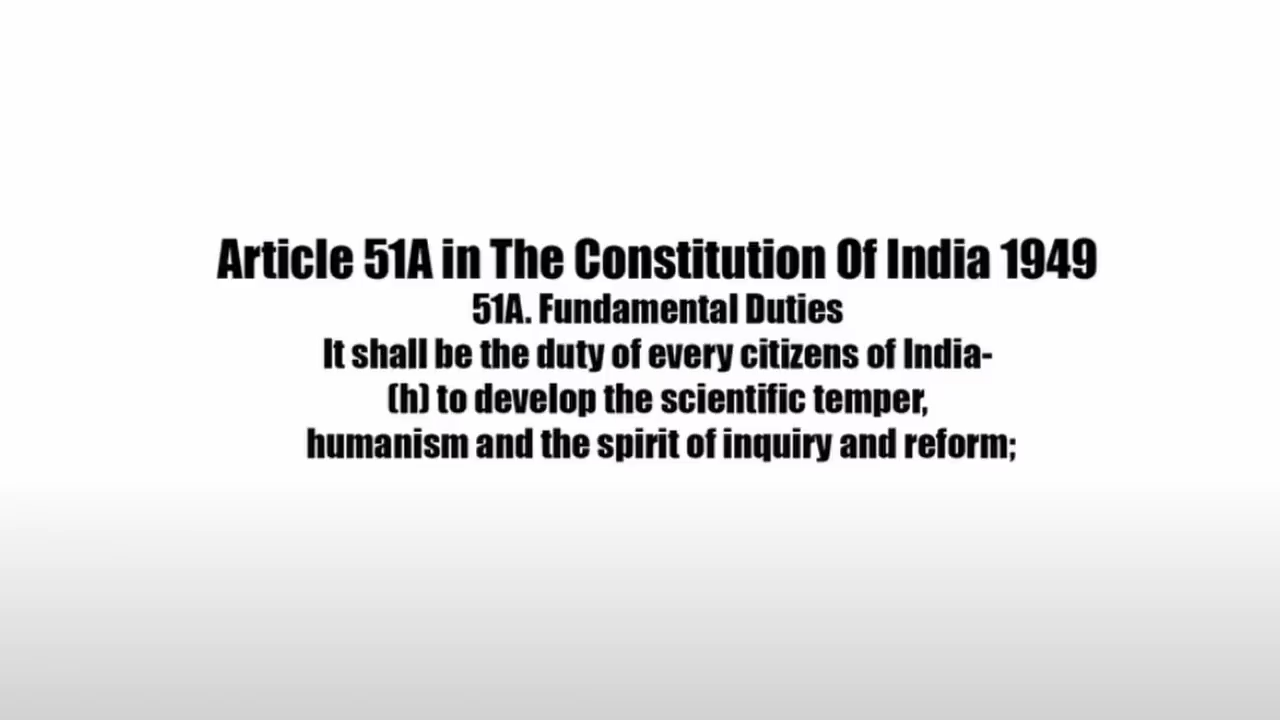 Article 51A in The Constitution Of India 1949
51A. Fundamental Duties
It shall be the duty of every citizens of India-
(h) to develop the scientific temper,
humanism and the spirit of inquiry and reform;